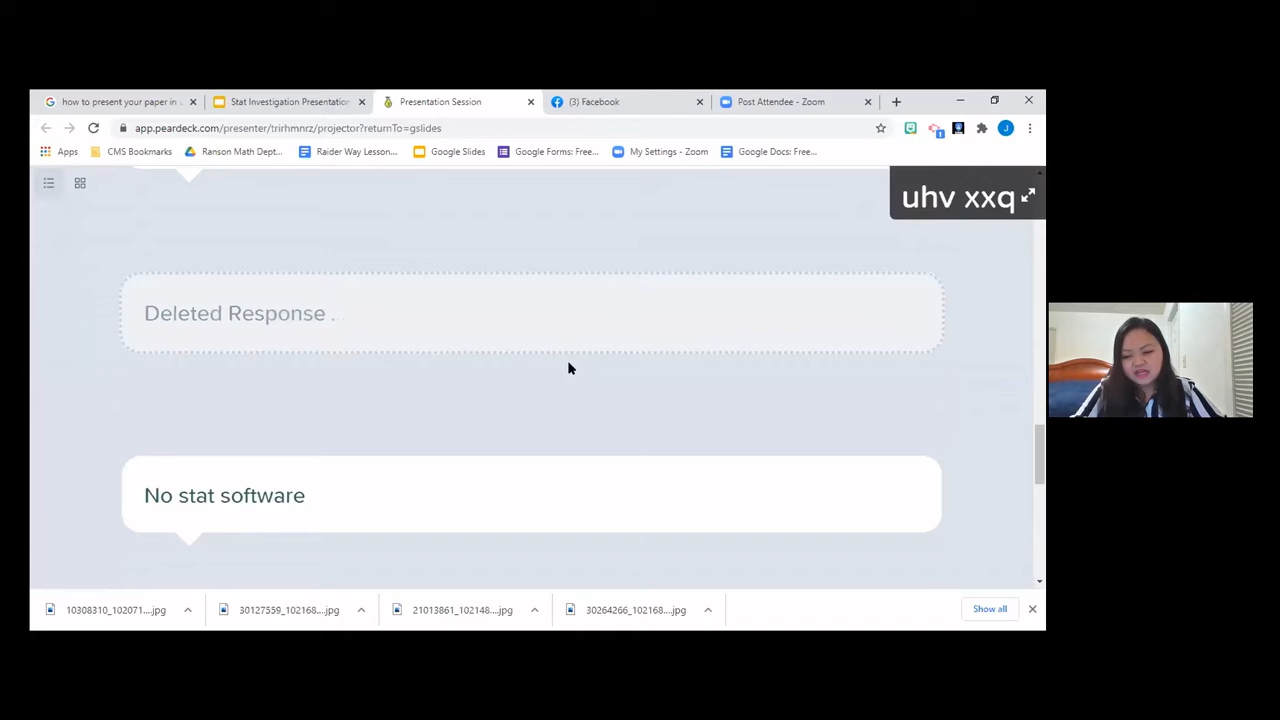 how to present your paper in
Stat Investigation Presentation
Presentation Session
(3) Facebook
Post Attendee - Zoom
app.peardeck.com/presenter/trirhmnrz/projector?returnTo=gslides
Apps
CMS Bookmarks
Ranson Math Dept...
Raider Way Lesson...
Google Slides
Google Forms: Free...
My Settings - Zoom
Google Docs: Free...
uhv xxq
Deleted Response .
No stat software
10308310_102071....jpg
30127559_102168....jpg
21013861_102148....jpg
30264266_102168....jpg
Show all